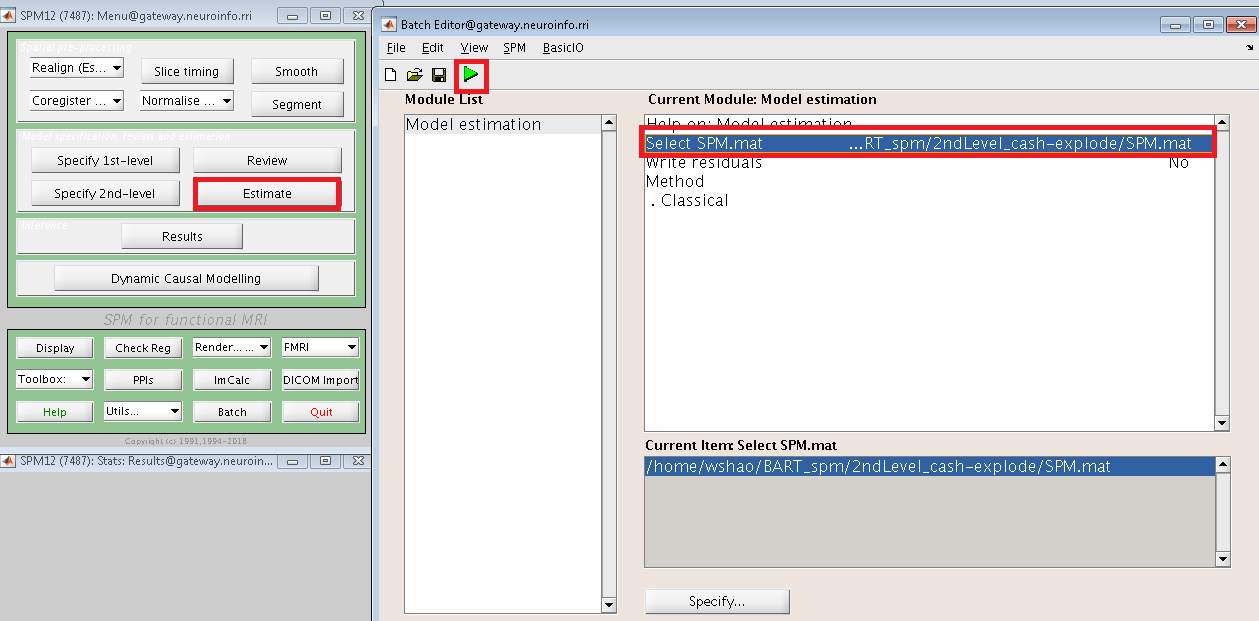 SPM12 (7487): Menu@gateway.neuroinfo.rri
Spatial pre-processing
Realign (Es...
Slice timing
Smooth
Coregister ...
Normalise ...
Segment
Model specification, review and estimation
Specify 1st-level
Review
Specify 2nd-level
Estimate
Inference
Results
Dynamic Causal Modelling
SPM for functional MRI
Display
Check Reg
Render... ...
FMRI
Toolbox:
PPIs
ImCalc
DICOM Import
Help
Utils...
Batch
Quit
Copyright (c) 1991,1994-2018
SPM12 (7487): Stats: Results@gateway.neuroin...
Batch Editor@gateway.neuroinfo.rri
File Edit View SPM BasicIO
Module List
Model estimation
Current Module: Model estimation
Help on: Model estimation
Select SPM.mat ...RT_spm/2ndLevel_cash-explode/SPM.mat
Write residuals No
Method
. Classical
Current Item: Select SPM.mat
/home/wshao/BART_spm/2ndLevel_cash-explode/SPM.mat
Specify...